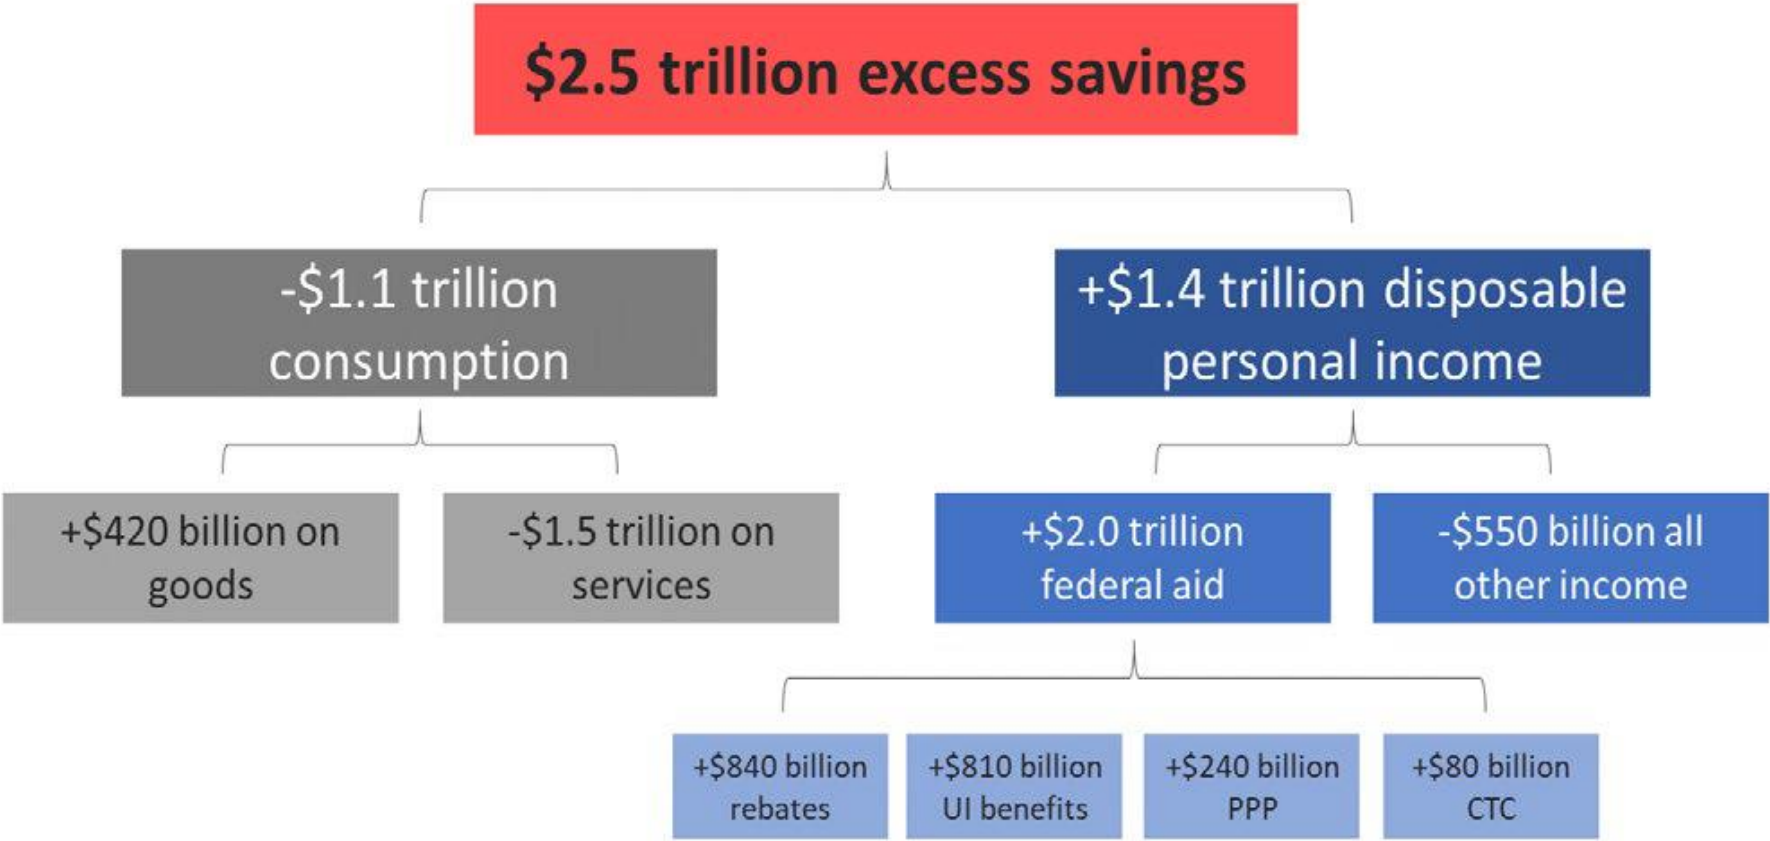 $2.5 trillion excess savings
-$1.1 trillion
consumption
+$1.4 trillion disposable
personal income
+$420 billion on
goods
-$1.5 trillion on
services
+$2.0 trillion
federal aid
-$550 billion all
other income
+$840 billion
rebates
+$810 billion
UI benefits
+$240 billion
PPP
+$80 billion
CTC